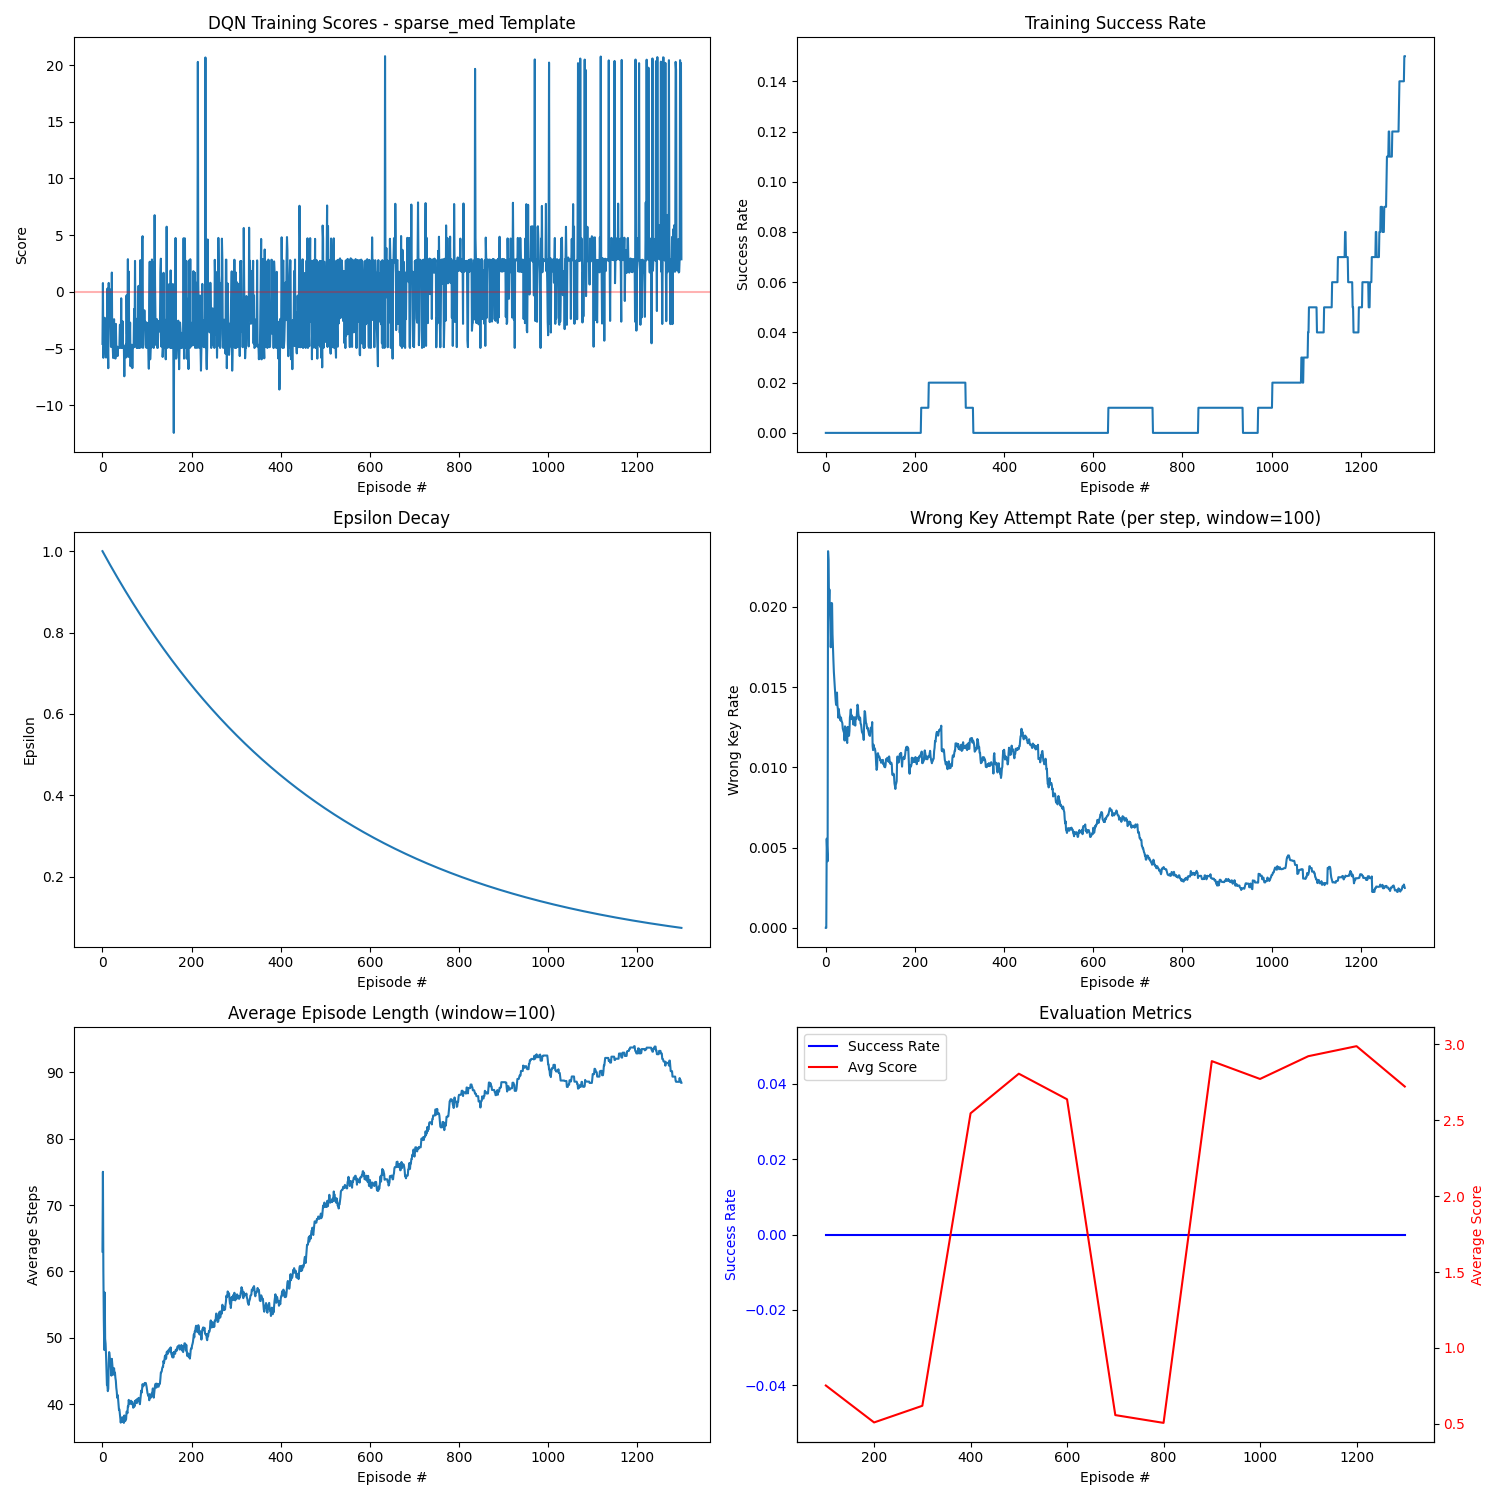 DQN Training Scores - sparse_med Template
Score
20
15
10
5
0
−5
−10
0 200 400 600 800 1000 1200
Episode #
Training Success Rate
Success Rate
0.14
0.12
0.10
0.08
0.06
0.04
0.02
0.00
0 200 400 600 800 1000 1200
Episode #
Epsilon Decay
Epsilon
1.0
0.8
0.6
0.4
0.2
0 200 400 600 800 1000 1200
Episode #
Wrong Key Attempt Rate (per step, window=100)
Wrong Key Rate
0.020
0.015
0.010
0.005
0.000
0 200 400 600 800 1000 1200
Episode #
Average Episode Length (window=100)
Average Steps
90
80
70
60
50
40
0 200 400 600 800 1000 1200
Episode #
Evaluation Metrics
Success Rate
Avg Score
Success Rate
0.04
0.02
0.00
−0.02
−0.04
3.0
2.5
2.0
1.5
1.0
0.5
Average Score
200 400 600 800 1000 1200
Episode #